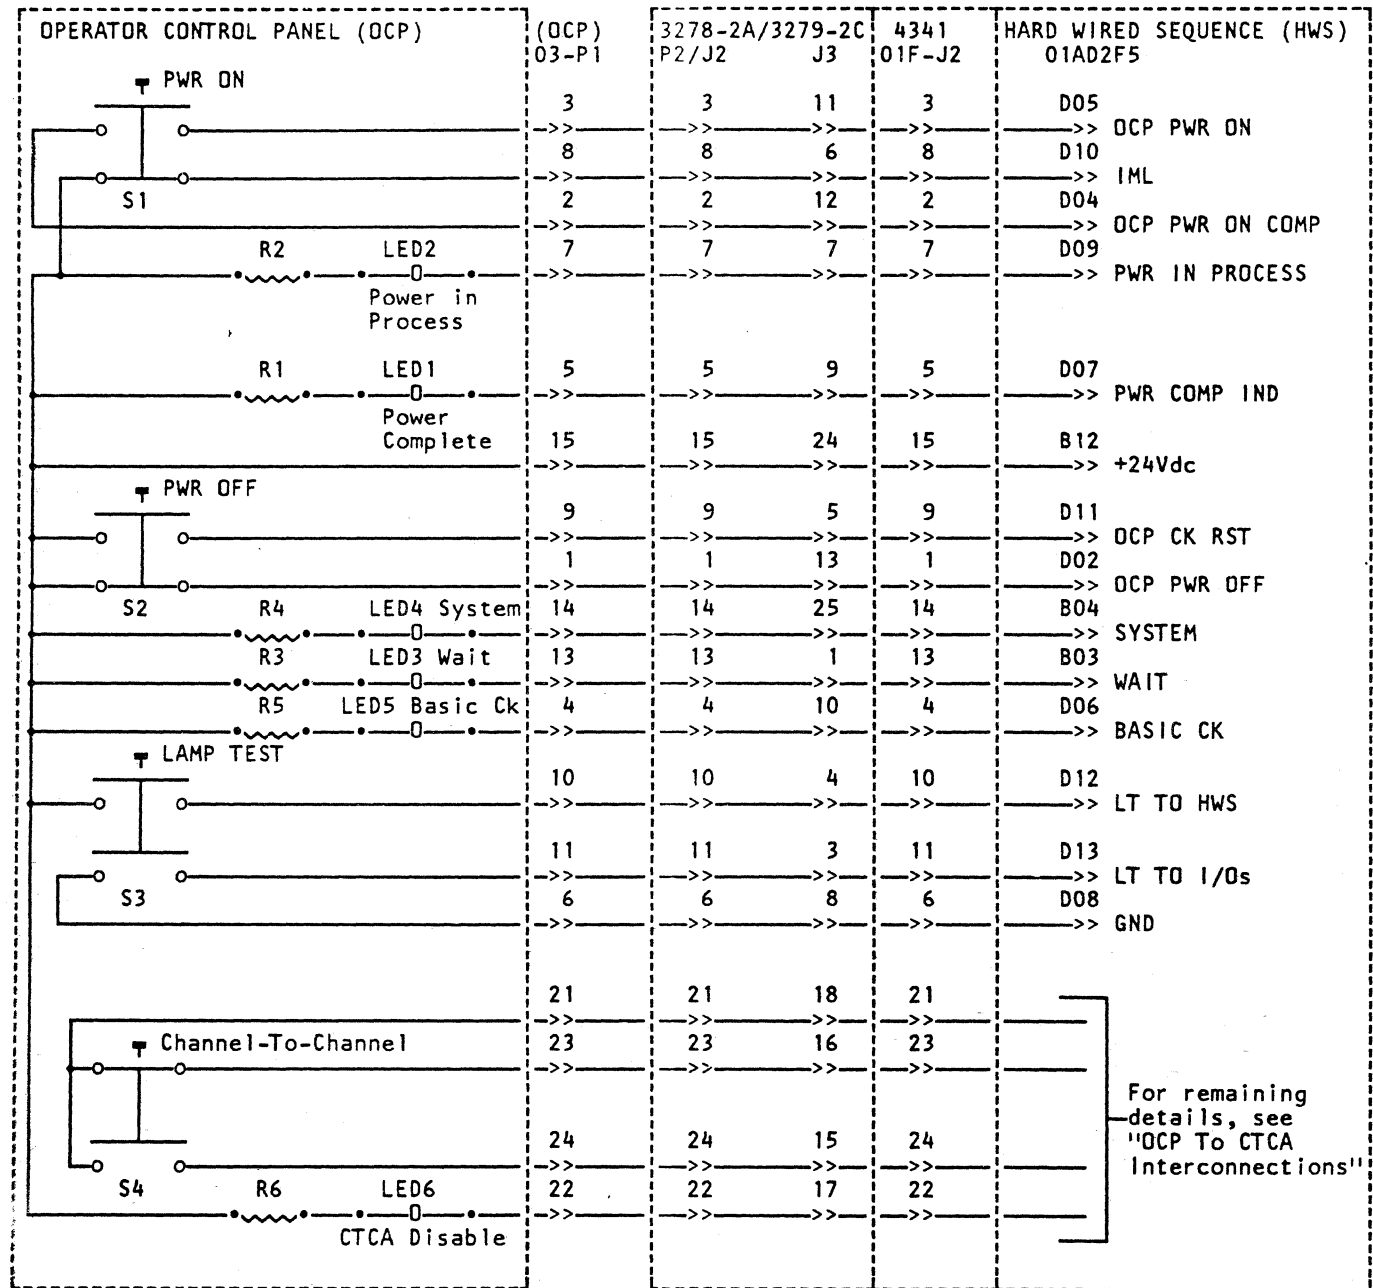 OPERATOR CONTROL PANEL (OCP) (OCP) 3278-2A/3279-2C 4341 HARD WIRED SEQUENCE (HWS)
03-P1 P2/J2 J3 01F-J2 01AD2F5
PWR ON
3 3 11 3 D05
->> ->> >> ->> >> OCP PWR ON
8 8 6 8 D10
->> ->> >> ->> >> IML
S1 2 2 12 2 D04
->> ->> >> ->> >> OCP PWR ON COMP
R2 LED2 7 7 7 7 D09
->> ->> >> ->> >> PWR IN PROCESS
Power in
Process
R1 LED1 5 5 9 5 D07
->> ->> >> ->> >> PWR COMP IND
Power
Complete 15 15 24 15 B12
->> ->> >> ->> >> +24Vdc
PWR OFF
9 9 5 9 D11
->> ->> >> ->> >> OCP CK RST
1 1 13 1 D02
->> ->> >> ->> >> OCP PWR OFF
S2 R4 LED4 System 14 14 25 14 B04
->> ->> >> ->> >> SYSTEM
R3 LED3 Wait 13 13 1 13 B03
->> ->> >> ->> >> WAIT
R5 LED5 Basic Ck 4 4 10 4 D06
->> ->> >> ->> >> BASIC CK
LAMP TEST
10 10 4 10 D12
->> ->> >> ->> >> LT TO HWS
11 11 3 11 D13
->> ->> >> ->> >> LT TO I/Os
S3 6 6 8 6 D08
->> ->> >> ->> >> GND
21 21 18 21
->> ->> >> ->>
Channel-To-Channel 23 23 16 23
->> ->> >> ->>
For remaining
details, see
"OCP To CTCA
Interconnections"
24 24 15 24
->> ->> >> ->>
S4 R6 LED6 22 22 17 22
->> ->> >> ->>
CTCA Disable